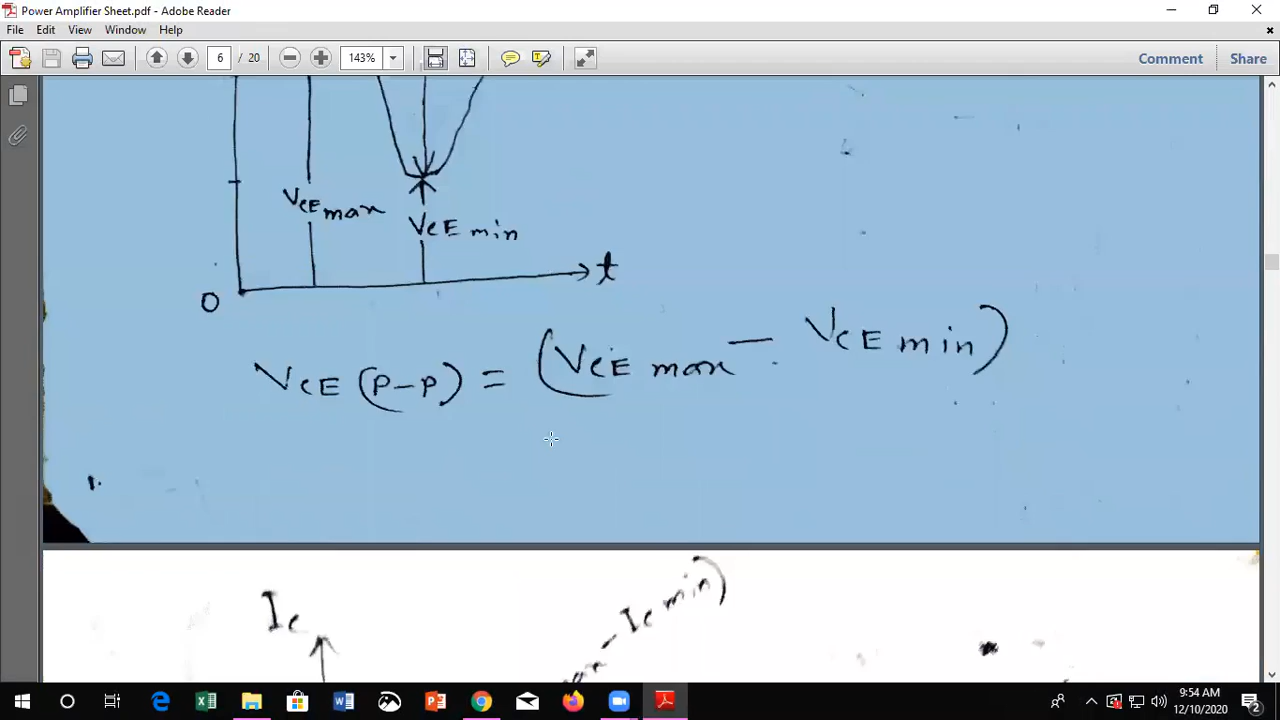 Power Amplifier Sheet.pdf - Adobe Reader
File Edit View Window Help
6 / 20 143% Comment Share
VCE max
VCE min
t
0
VCE (P-P) = (VCE max - VCE min)
Ic
- Ic min)
9:54 AM
12/10/2020
2